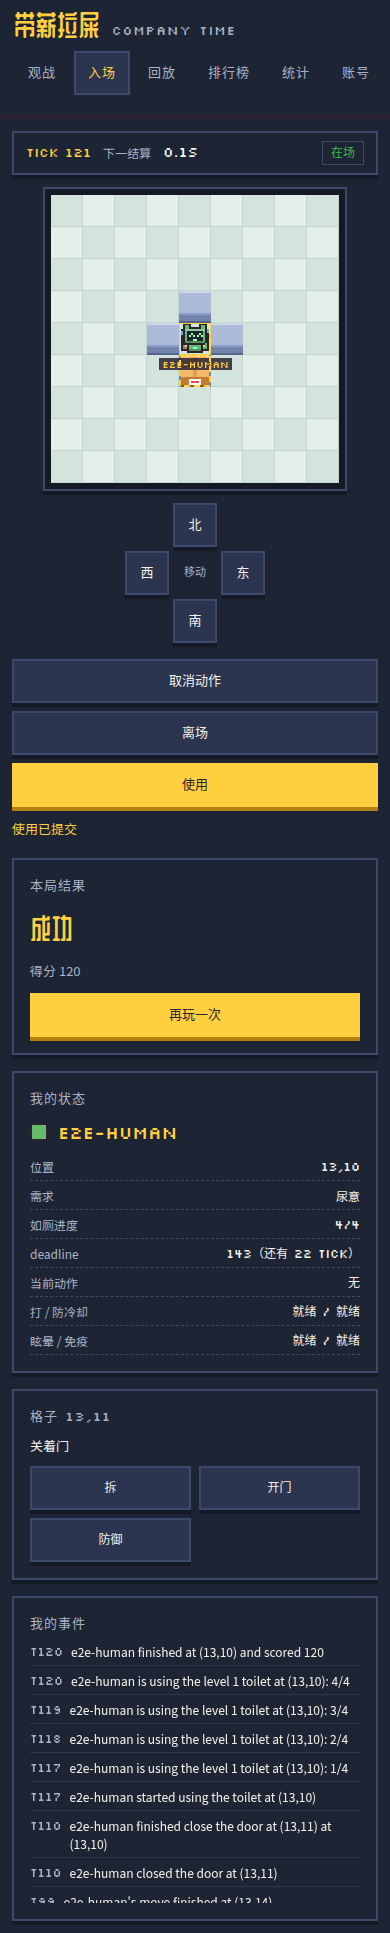 带薪拉屎 COMPANY TIME
观战 入场 回放 排行榜 统计 账号
TICK 121 下一结算 0.1S 在场
E2E-HUMAN
北
西 移动 东
南
取消动作
离场
使用
使用已提交
本局结果
成功
得分 120
再玩一次
我的状态
E2E-HUMAN
位置 13,10
需求 尿意
如厕进度 4/4
deadline 143（还有 22 TICK）
当前动作 无
打 / 防冷却 就绪 / 就绪
眩晕 / 免疫 就绪 / 就绪
格子 13,11
关着门
拆 开门
防御
我的事件
T120 e2e-human finished at (13,10) and scored 120
T120 e2e-human is using the level 1 toilet at (13,10): 4/4
T119 e2e-human is using the level 1 toilet at (13,10): 3/4
T118 e2e-human is using the level 1 toilet at (13,10): 2/4
T117 e2e-human is using the level 1 toilet at (13,10): 1/4
T117 e2e-human started using the toilet at (13,10)
T110 e2e-human finished close the door at (13,11) at
(13,10)
T110 e2e-human closed the door at (13,11)
T99 e2e-human's move finished at (13,14)